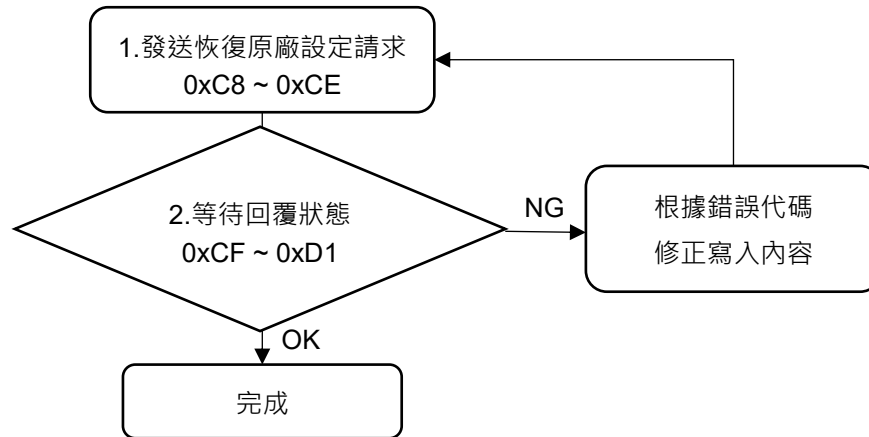 1.發送恢復原廠設定請求
0xC8 ~ 0xCE
2.等待回覆狀態
0xCF ~ 0xD1
NG
根據錯誤代碼
修正寫入內容
OK
完成